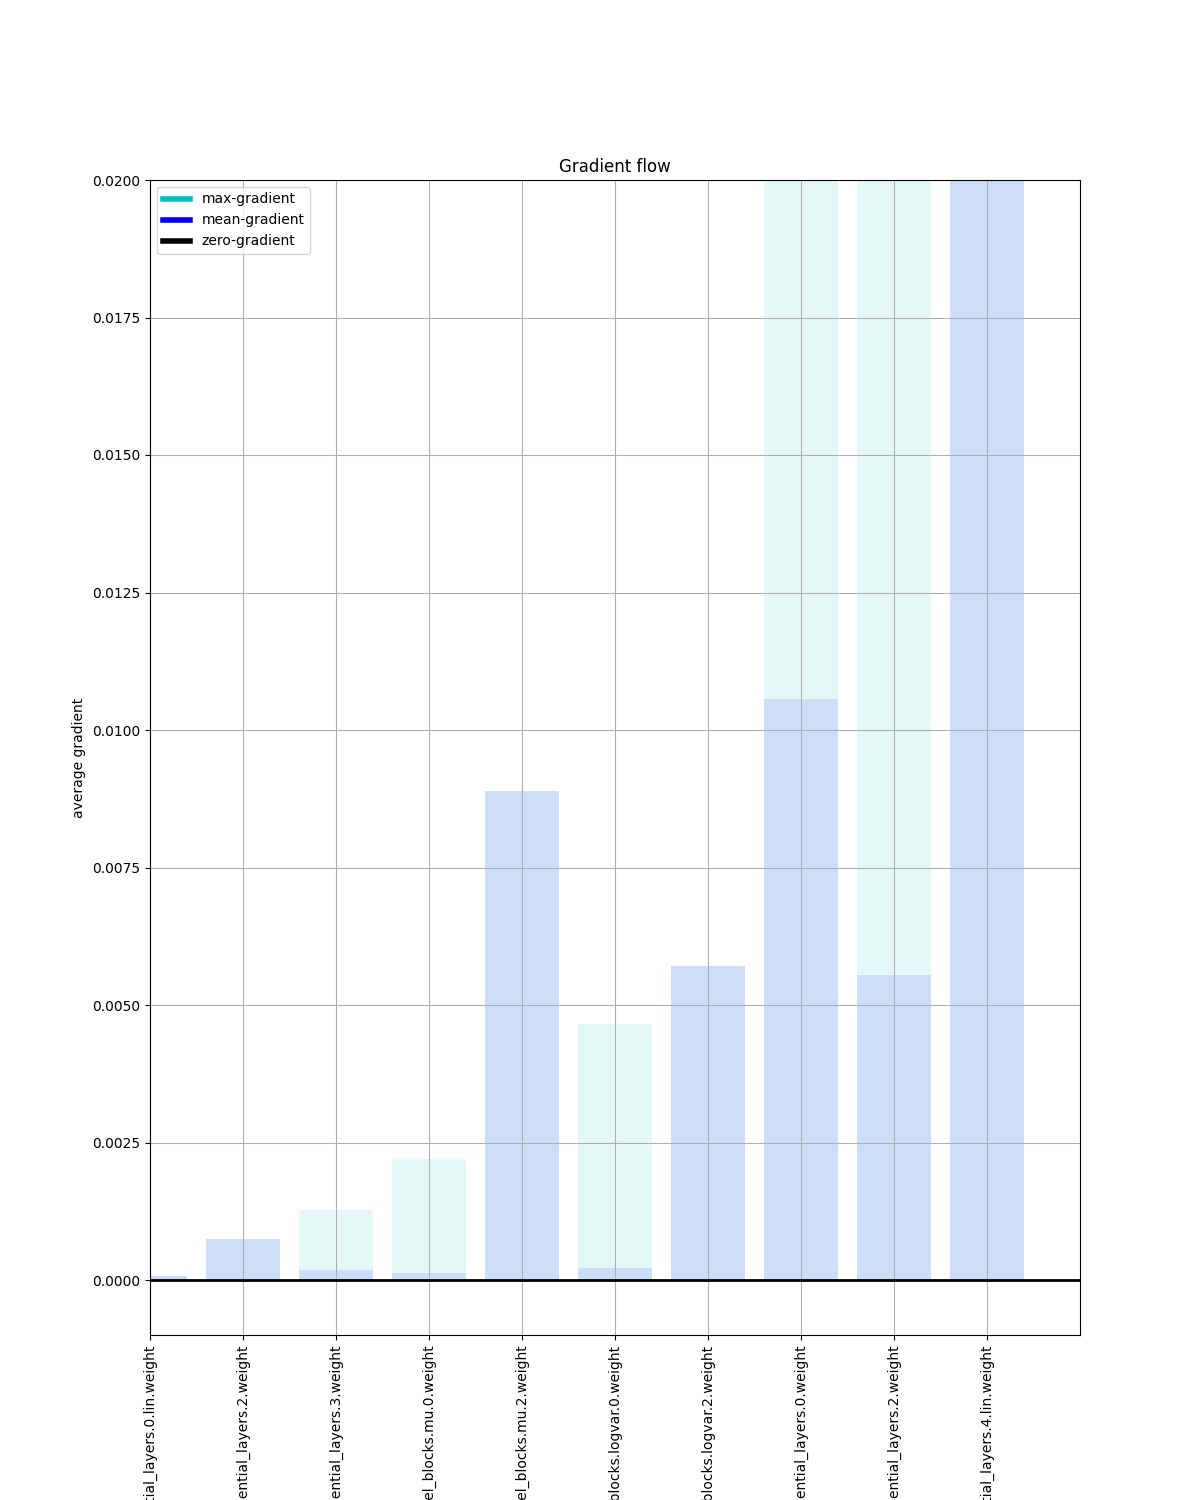 Gradient flow
max-gradient
mean-gradient
zero-gradient
0.0200
0.0175
0.0150
0.0125
0.0100
0.0075
0.0050
0.0025
0.0000
average gradient
tial_layers.0.lin.weight
ential_layers.2.weight
ential_layers.3.weight
el_blocks.mu.0.weight
el_blocks.mu.2.weight
blocks.logvar.0.weight
blocks.logvar.2.weight
ential_layers.0.weight
ential_layers.2.weight
tial_layers.4.lin.weight